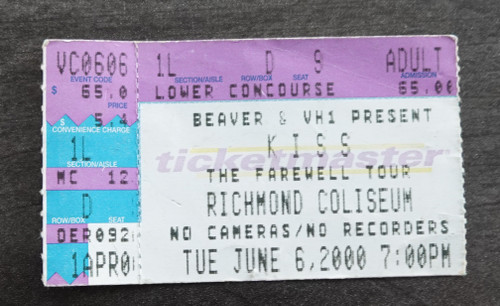 VC0606 1L D 9 ADULT
EVENT CODE SECTION/AISLE ROW/BOX SEAT ADMISSION
$ 65.0 LOWER CONCOURSE 65.00
PRICE
$ 5.4
CONVENIENCE CHARGE
1L
SECTION/AISLE
MC 12
D
ROW/BOX SEAT
DER092
1APR0
BEAVER & VH1 PRESENT
KISS
ticketmaster
THE FAREWELL TOUR
RICHMOND COLISEUM
NO CAMERAS/NO RECORDERS
TUE JUNE 6,2000 7:00PM